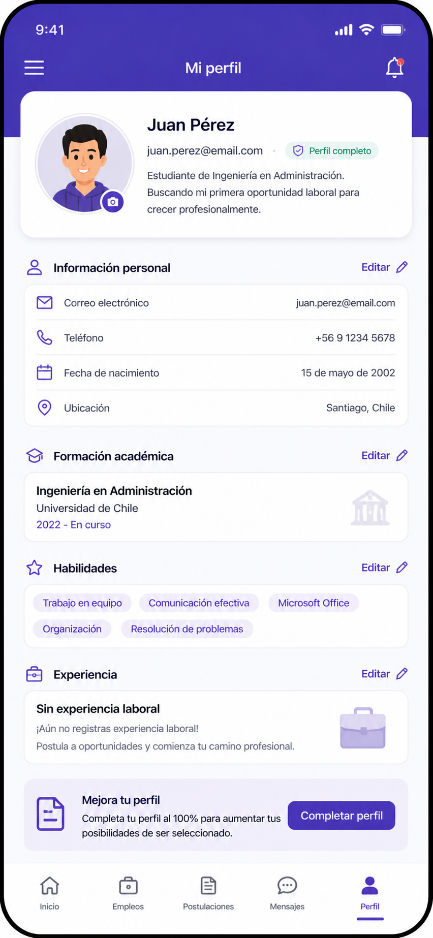 9:41
Mi perfil
Juan Pérez
juan.perez@email.com · Perfil completo
Estudiante de Ingeniería en Administración.
Buscando mi primera oportunidad laboral para
crecer profesionalmente.
Información personal Editar
Correo electrónico juan.perez@email.com
Teléfono +56 9 1234 5678
Fecha de nacimiento 15 de mayo de 2002
Ubicación Santiago, Chile
Formación académica Editar
Ingeniería en Administración
Universidad de Chile
2022 - En curso
Habilidades Editar
Trabajo en equipo Comunicación efectiva Microsoft Office
Organización Resolución de problemas
Experiencia Editar
Sin experiencia laboral
¡Aún no registras experiencia laboral!
Postula a oportunidades y comienza tu camino profesional.
Mejora tu perfil
Completa tu perfil al 100% para aumentar tus
posibilidades de ser seleccionado.
Completar perfil
Inicio Empleos Postulaciones Mensajes Perfil